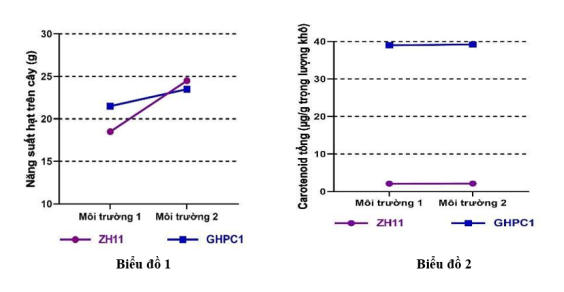 Năng suất hạt trên cây (g)
30
25
20
15
10
Môi trường 1
Môi trường 2
ZH11
GHPC1
Biểu đồ 1
Carotenoid tổng (µg/g trọng lượng khô)
40
30
20
10
0
Môi trường 1
Môi trường 2
ZH11
GHPC1
Biểu đồ 2